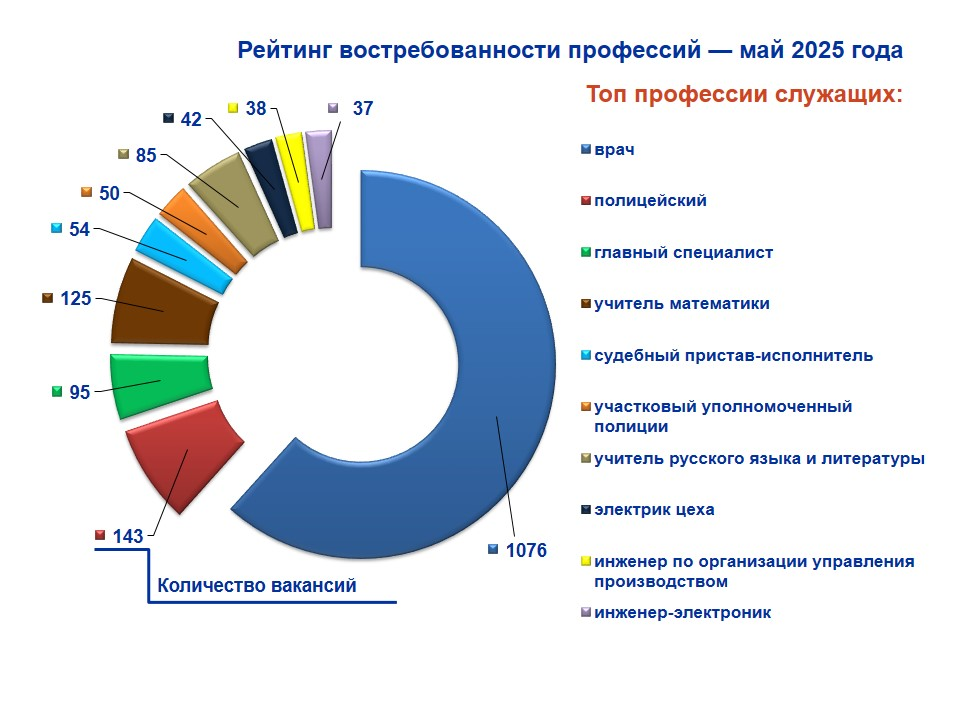 Рейтинг востребованности профессий — май 2025 года
Топ профессии служащих:
42
38
37
85
50
54
125
95
143
1076
Количество вакансий
врач
полицейский
главный специалист
учитель математики
судебный пристав-исполнитель
участковый уполномоченный
полиции
учитель русского языка и литературы
электрик цеха
инженер по организации управления
производством
инженер-электроник